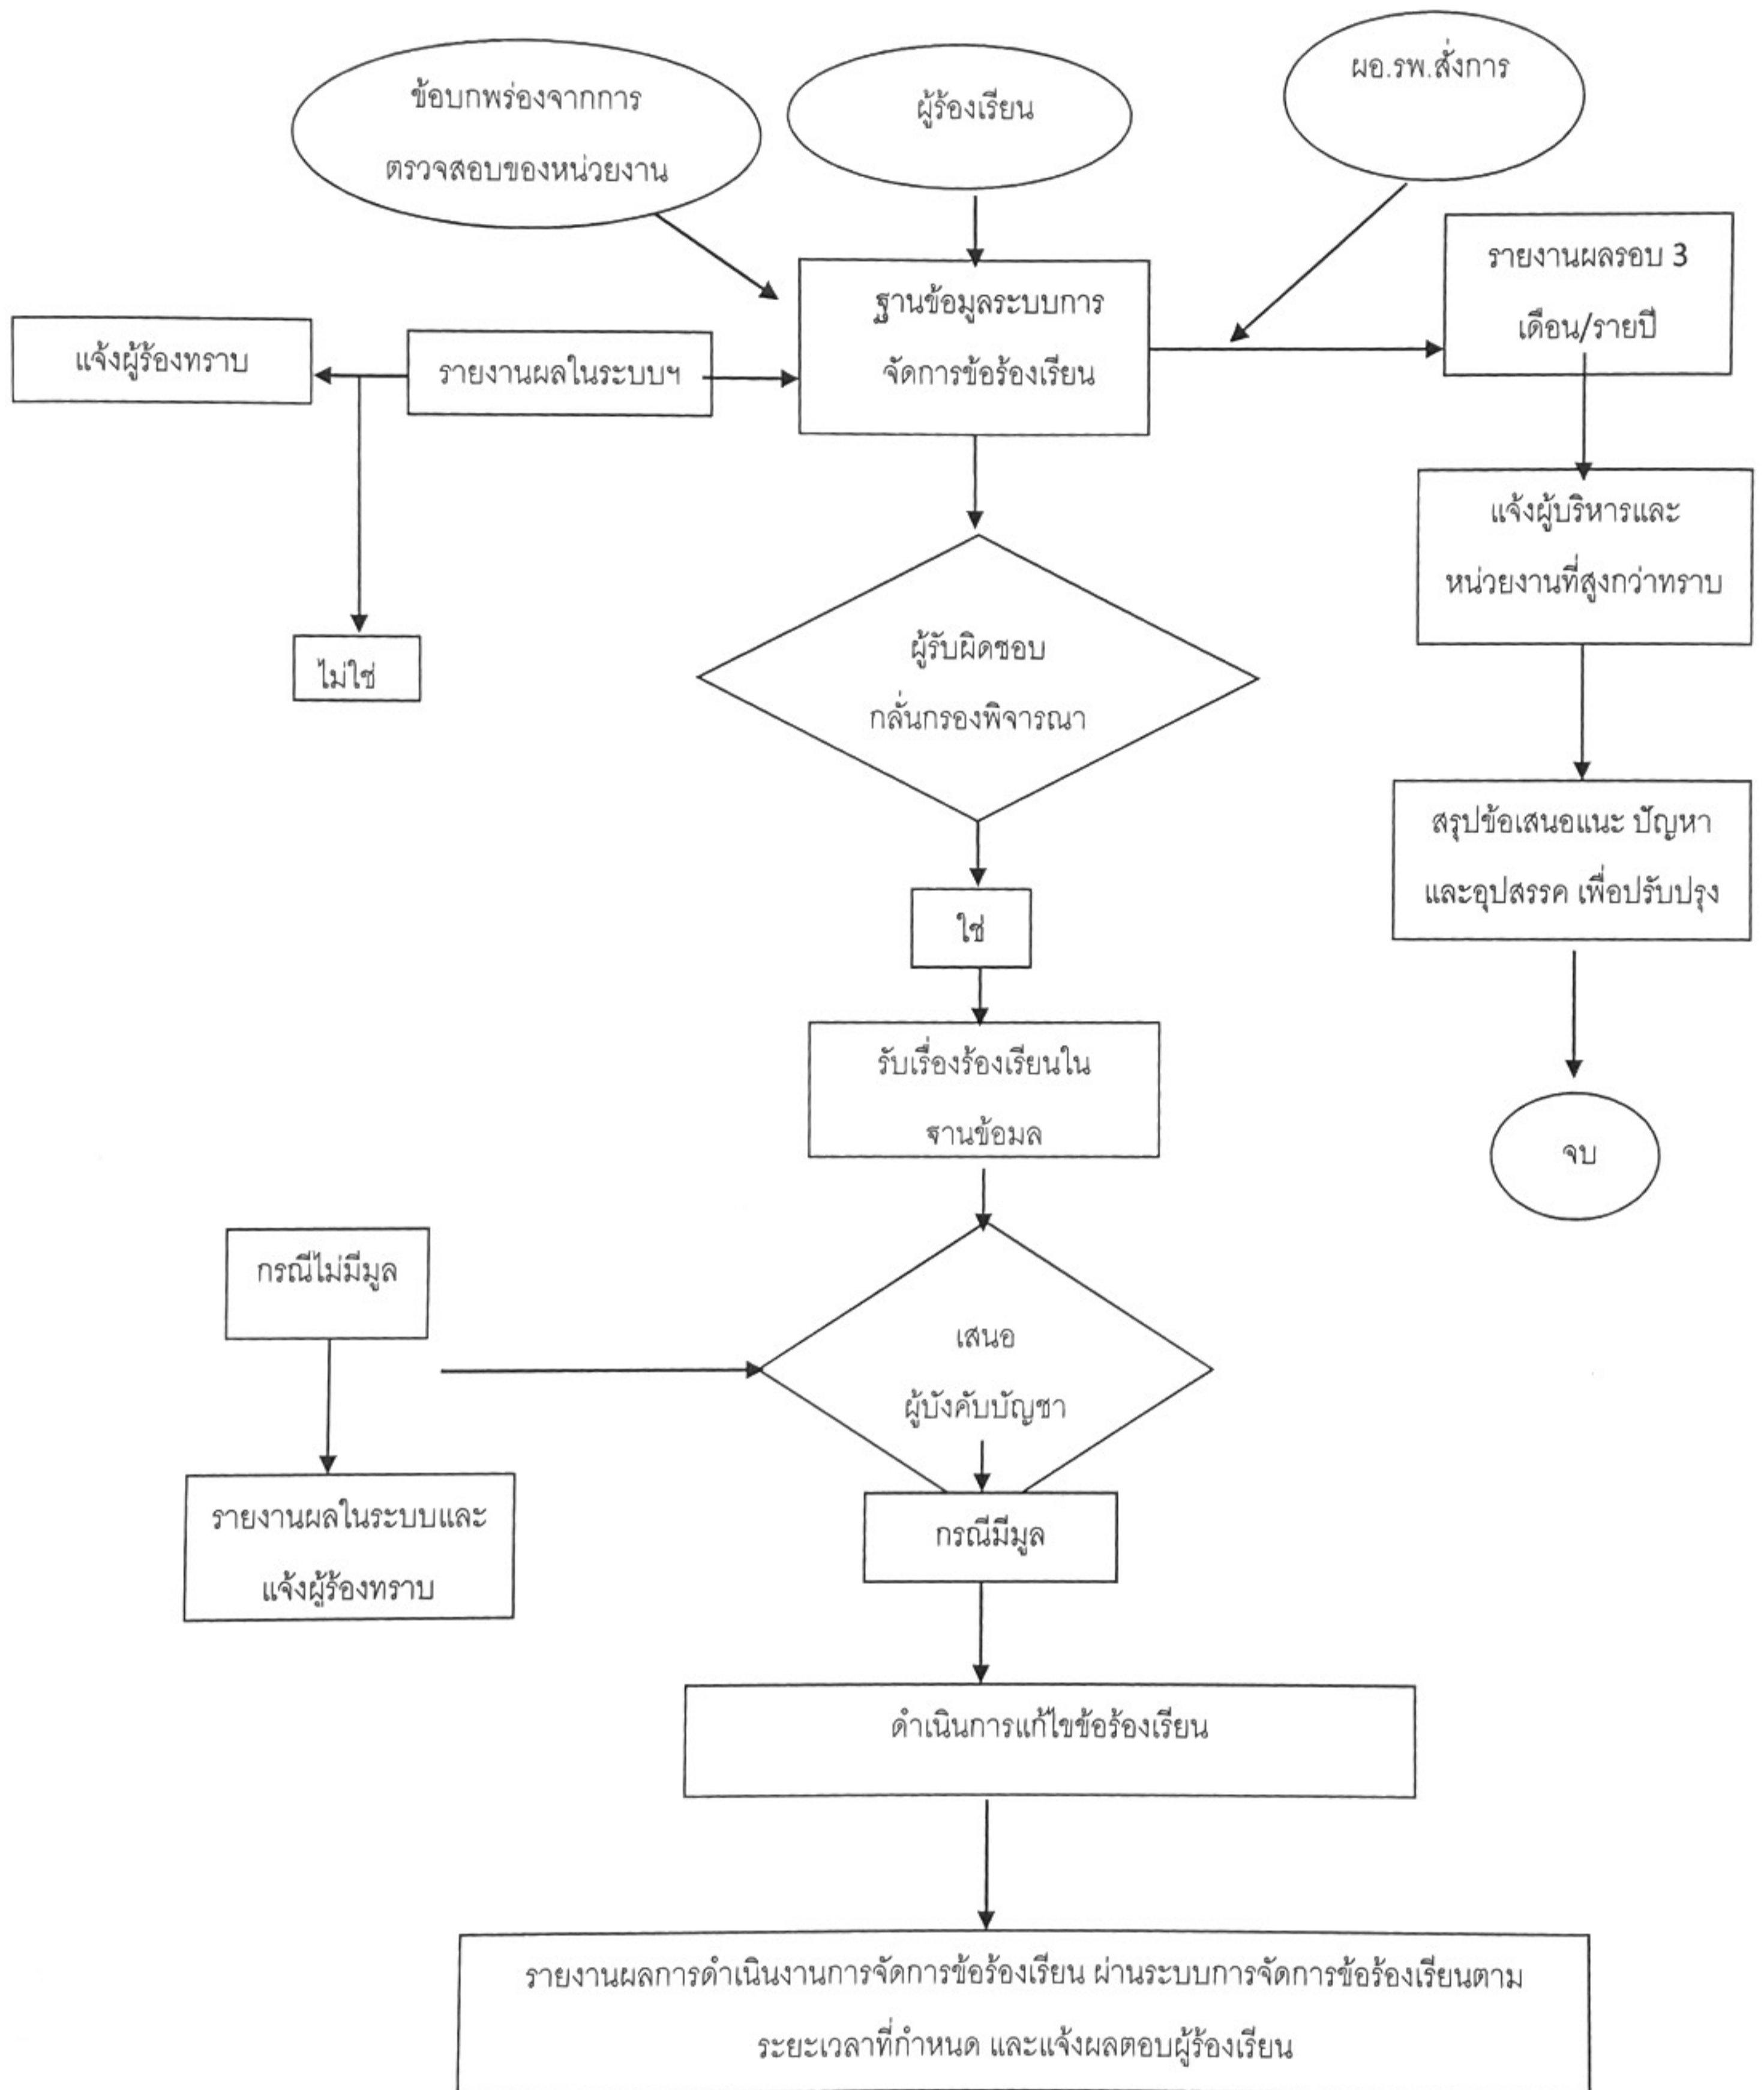 ข้อบกพร่องจากการ
ตรวจสอบของหน่วยงาน
ผู้ร้องเรียน
ผอ.รพ.สั่งการ
รายงานผลรอบ 3
เดือน/รายปี
ฐานข้อมูลระบบการ
จัดการข้อร้องเรียน
แจ้งผู้ร้องทราบ
รายงานผลในระบบฯ
แจ้งผู้บริหารและ
หน่วยงานที่สูงกว่าทราบ
ไม่ใช่
ผู้รับผิดชอบ
กลั่นกรองพิจารณา
สรุปข้อเสนอแนะ ปัญหา
และอุปสรรค เพื่อปรับปรุง
ใช่
รับเรื่องร้องเรียนใน
ฐานข้อมูล
จบ
กรณีไม่มีมูล
เสนอ
ผู้บังคับบัญชา
รายงานผลในระบบและ
แจ้งผู้ร้องทราบ
กรณีมีมูล
ดำเนินการแก้ไขข้อร้องเรียน
รายงานผลการดำเนินงานการจัดการข้อร้องเรียน ผ่านระบบการจัดการข้อร้องเรียนตาม
ระยะเวลาที่กำหนด และแจ้งผลตอบผู้ร้องเรียน